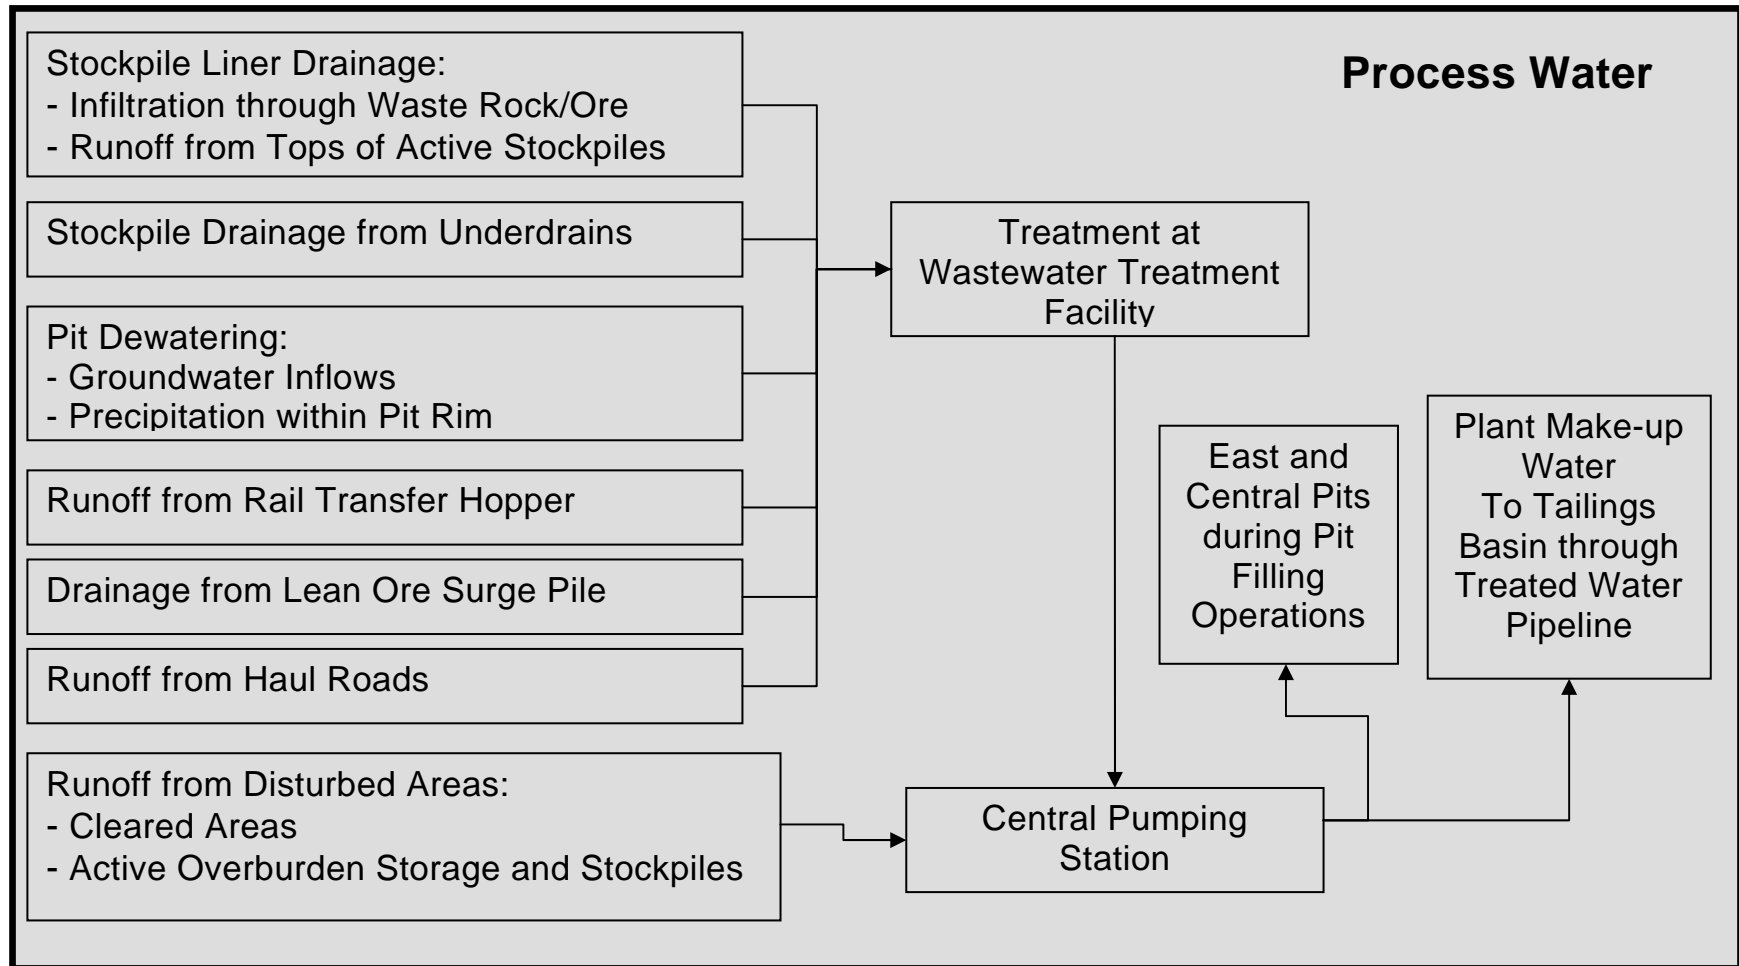 Process Water
Stockpile Liner Drainage:
- Infiltration through Waste Rock/Ore
- Runoff from Tops of Active Stockpiles
Stockpile Drainage from Underdrains
Pit Dewatering:
- Groundwater Inflows
- Precipitation within Pit Rim
Runoff from Rail Transfer Hopper
Drainage from Lean Ore Surge Pile
Runoff from Haul Roads
Runoff from Disturbed Areas:
- Cleared Areas
- Active Overburden Storage and Stockpiles
Treatment at
Wastewater Treatment
Facility
Central Pumping
Station
East and
Central Pits
during Pit
Filling
Operations
Plant Make-up
Water
To Tailings
Basin through
Treated Water
Pipeline